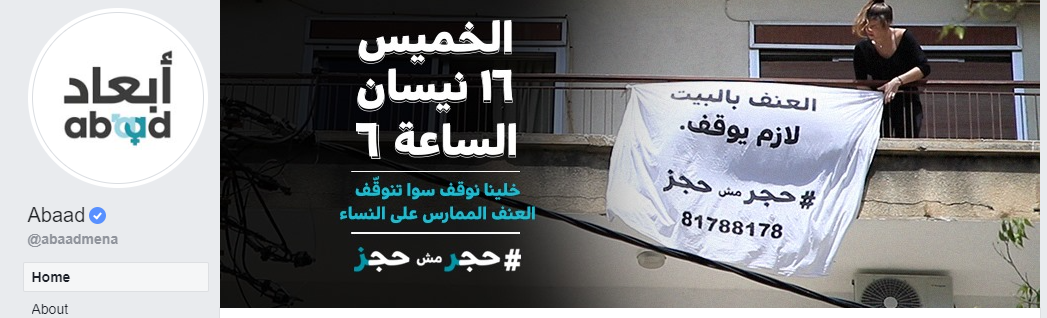 أبعاد
abaad
Abaad
@abaadmena
Home
About
الخميس
١٦ نيسان
الساعة ٦
خلينا نوقف سوا تنوقّف
العنف الممارس على النساء
#حجر مش حجز
العنف بالبيت
لازم يوقف.
#حجر مش حجز
81788178